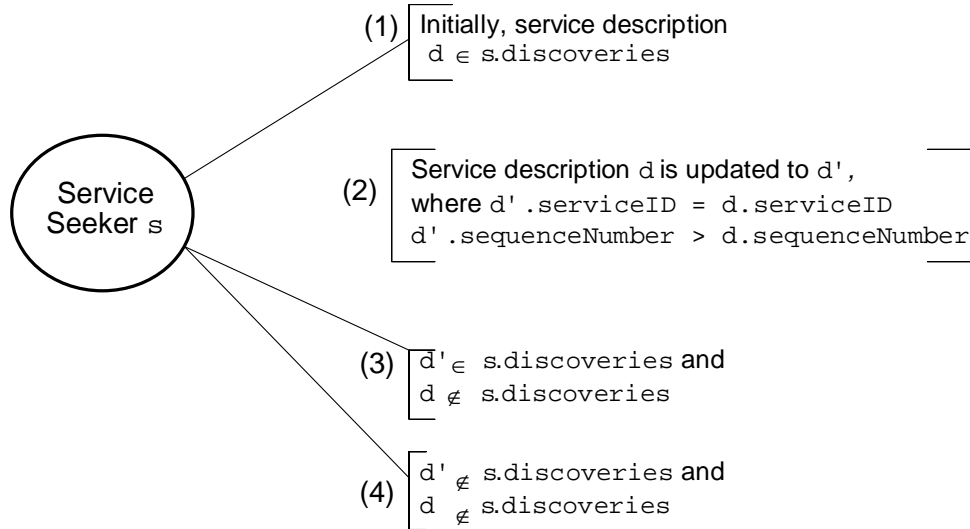 (1) Initially, service description
d ∈ s.discoveries
Service
Seeker s
(2) Service description d is updated to d',
where d'.serviceID = d.serviceID
d'.sequenceNumber > d.sequenceNumber
(3) d' ∈ s.discoveries and
d ∉ s.discoveries
(4) d' ∉ s.discoveries and
d ∉ s.discoveries